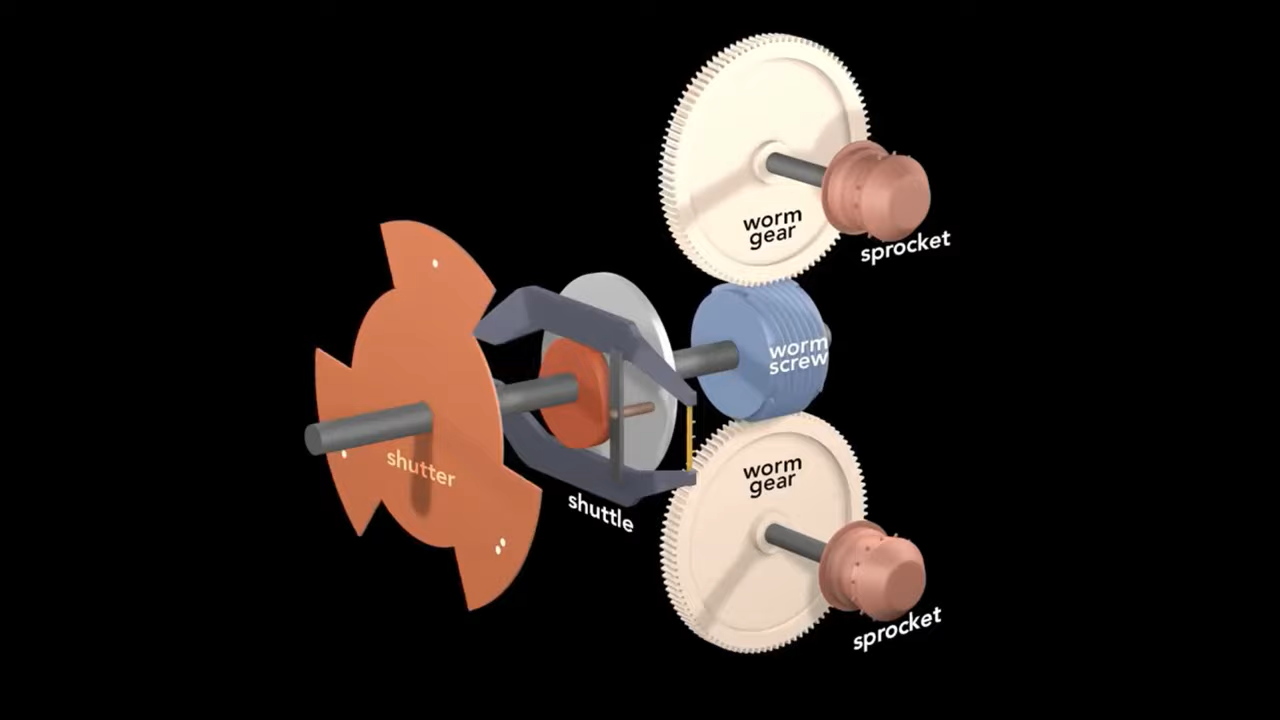 worm
gear
sprocket
worm
screw
shutter
worm
gear
shuttle
sprocket